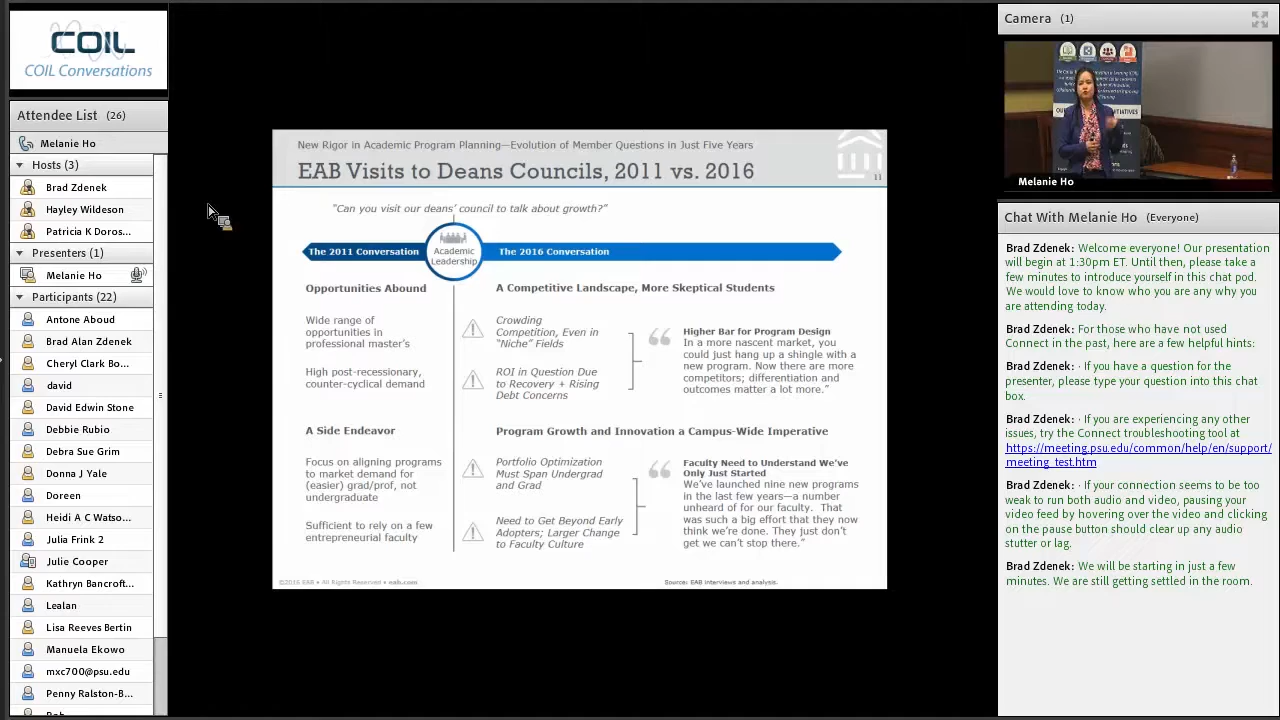 COIL
COIL Conversations
Attendee List (26)
Melanie Ho
Hosts (3)
Brad Zdenek
Hayley Wildeson
Patricia K Doros...
Presenters (1)
Melanie Ho
Participants (22)
Antone Aboud
Brad Alan Zdenek
Cheryl Clark Bo...
david
David Edwin Stone
Debbie Rubio
Debra Sue Grim
Donna J Yale
Doreen
Heidi A C Watso...
Julia Frink 2
Julie Cooper
Kathryn Bancroft...
Lealan
Lisa Reeves Bertin
Manuela Ekowo
mxc700@psu.edu
Penny Ralston-B...
New Rigor in Academic Program Planning—Evolution of Member Questions in Just Five Years
EAB Visits to Deans Councils, 2011 vs. 2016
11
"Can you visit our deans' council to talk about growth?"
The 2011 Conversation
Academic
Leadership
The 2016 Conversation
Opportunities Abound
Wide range of
opportunities in
professional master's
High post-recessionary,
counter-cyclical demand
A Side Endeavor
Focus on aligning programs
to market demand for
(easier) grad/prof, not
undergraduate
Sufficient to rely on a few
entrepreneurial faculty
A Competitive Landscape, More Skeptical Students
Crowding
Competition, Even in
"Niche" Fields
ROI in Question Due
to Recovery + Rising
Debt Concerns
Higher Bar for Program Design
In a more nascent market, you
could just hang up a shingle with a
new program. Now there are more
competitors; differentiation and
outcomes matter a lot more."
Program Growth and Innovation a Campus-Wide Imperative
Portfolio Optimization
Must Span Undergrad
and Grad
Need to Get Beyond Early
Adopters; Larger Change
to Faculty Culture
Faculty Need to Understand We've
Only Just Started
We've launched nine new programs
in the last few years—a number
unheard of for our faculty. That
was such a big effort that they now
think we're done. They just don't
get we can't stop there."
©2016 EAB • All Rights Reserved • eab.com
Source: EAB interviews and analysis.
Camera (1)
Melanie Ho
Chat With Melanie Ho (Everyone)
Brad Zdenek: Welcome everyone! Our presentation
will begin at 1:30pm ET. Until then, please take a
few minutes to introduce yourself in this chat pod.
We would love to know who you are any why you
are attending today.
Brad Zdenek: For those who have not used
Connect in the past, here are a few helpful hints:
Brad Zdenek: · If you have a question for the
presenter, please type your question into this chat
box.
Brad Zdenek: · If you are experiencing any other
issues, try the Connect troubleshooting tool at
https://meeting.psu.edu/common/help/en/support/
meeting_test.htm
Brad Zdenek: · If your connection seems to be too
weak to run both audio and video, pausing your
video feed by hovering over the video and clicking
on the pause button should clear up any audio
stutter or lag.
Brad Zdenek: We will be starting in just a few
minutes. We are still getting settled in the room.